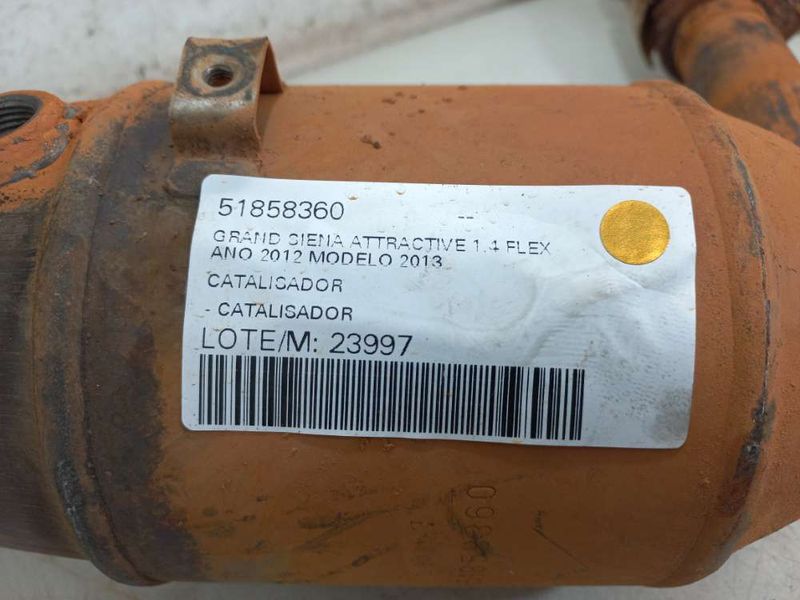 51858360 --
GRAND SIENA ATTRACTIVE 1.4 FLEX
ANO 2012 MODELO 2013
CATALISADOR
- CATALISADOR
LOTE/M: 23997